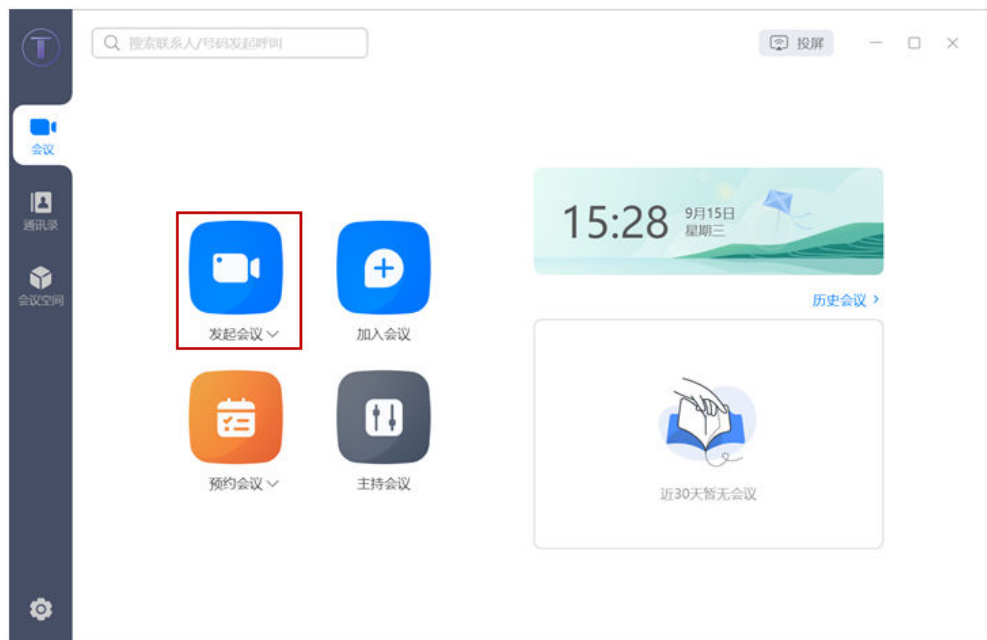 T
搜索联系人/号码发起呼叫
投屏
会议
通讯录
会议空间
15:28
9月15日
星期三
历史会议
发起会议
加入会议
预约会议
主持会议
近30天暂无会议